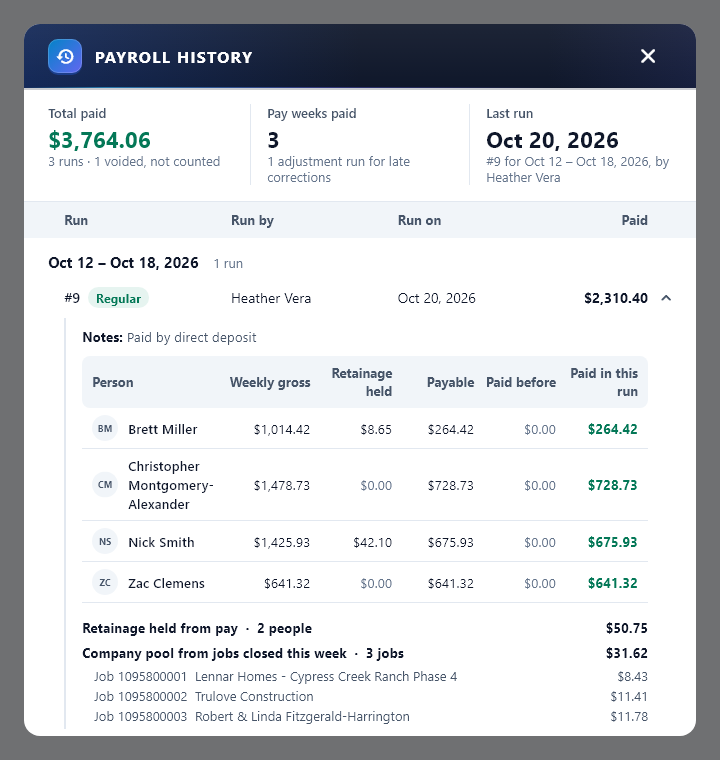 PAYROLL HISTORY
Total paid
$3,764.06
3 runs · 1 voided, not counted
Pay weeks paid
3
1 adjustment run for late
corrections
Last run
Oct 20, 2026
#9 for Oct 12 – Oct 18, 2026, by
Heather Vera
Run Run by Run on Paid
Oct 12 – Oct 18, 2026 1 run
#9 Regular Heather Vera Oct 20, 2026 $2,310.40
Notes: Paid by direct deposit
Person Weekly gross Retainage held Payable Paid before Paid in this run
BM Brett Miller $1,014.42 $8.65 $264.42 $0.00 $264.42
CM Christopher Montgomery-Alexander $1,478.73 $0.00 $728.73 $0.00 $728.73
NS Nick Smith $1,425.93 $42.10 $675.93 $0.00 $675.93
ZC Zac Clemens $641.32 $0.00 $641.32 $0.00 $641.32
Retainage held from pay · 2 people $50.75
Company pool from jobs closed this week · 3 jobs $31.62
Job 1095800001 Lennar Homes - Cypress Creek Ranch Phase 4 $8.43
Job 1095800002 Trulove Construction $11.41
Job 1095800003 Robert & Linda Fitzgerald-Harrington $11.78